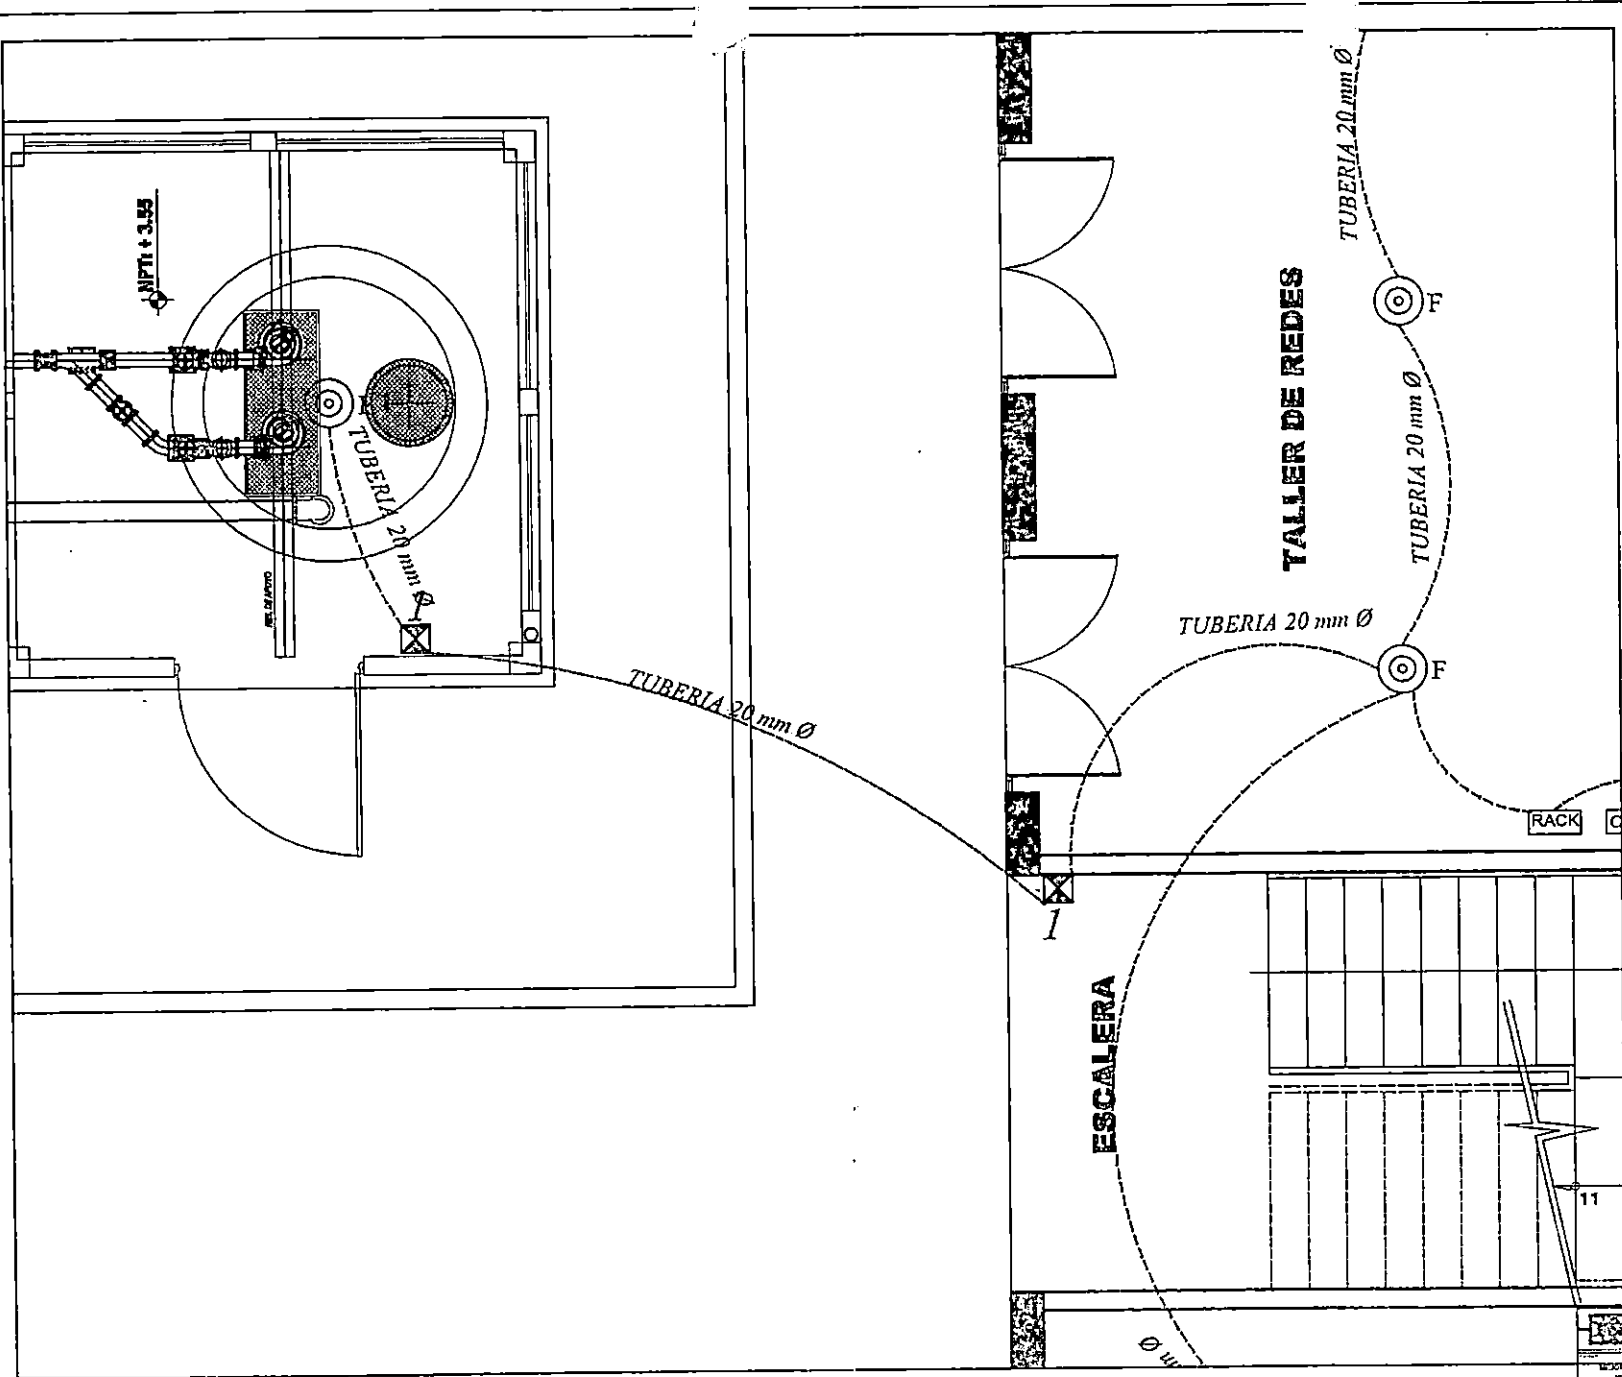 TUBERIA 20 mm Ø
NPT: + 3.55
TALLER DE REDES
F
TUBERIA 20 mm Ø
TUBERIA 20 mm Ø
1
TUBERIA 20 mm Ø
F
TUBERIA 20 mm Ø
RACK
C
1
ESCALERA
11
Ø